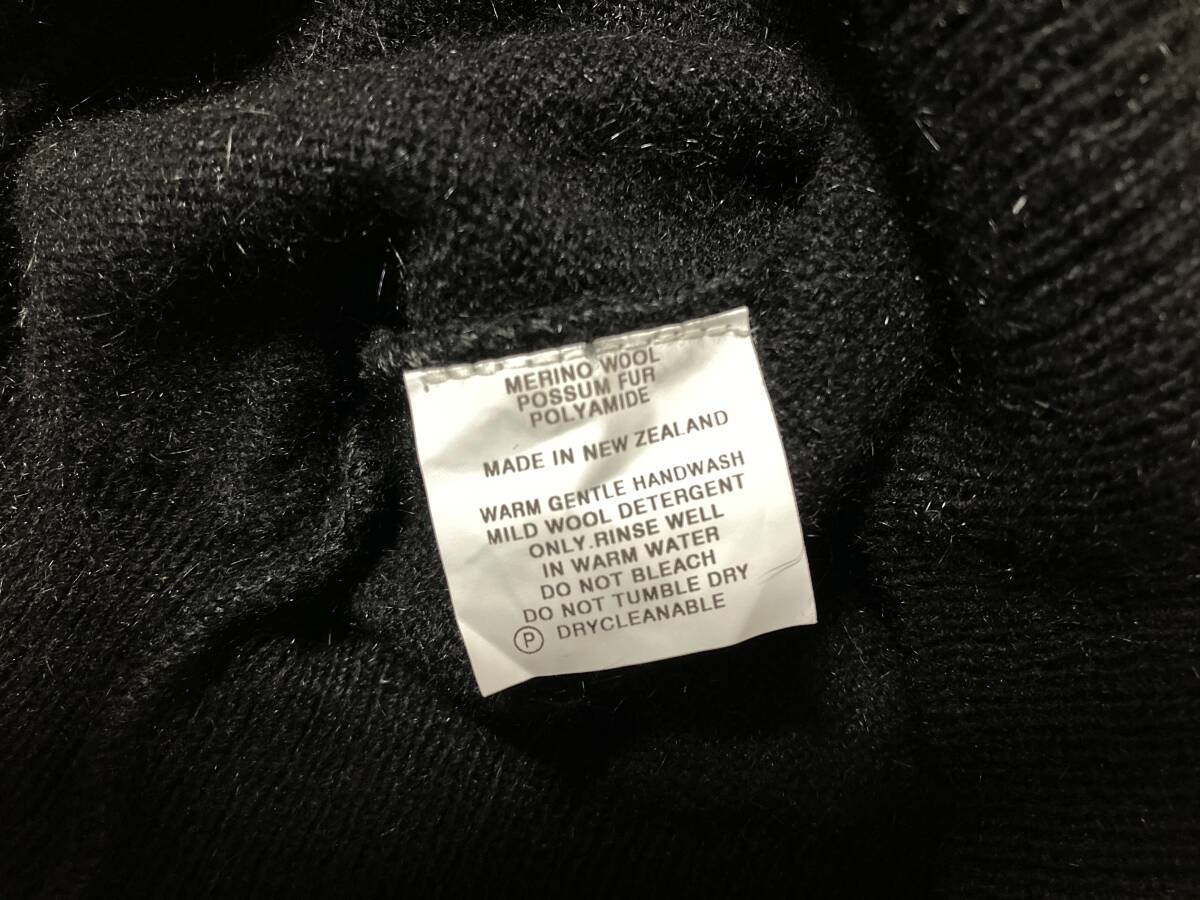 MERINO WOOL
POSSUM FUR
POLYAMIDE
MADE IN NEW ZEALAND
WARM GENTLE HANDWASH
MILD WOOL DETERGENT
ONLY.RINSE WELL
IN WARM WATER
DO NOT BLEACH
DO NOT TUMBLE DRY
Ⓟ DRYCLEANABLE